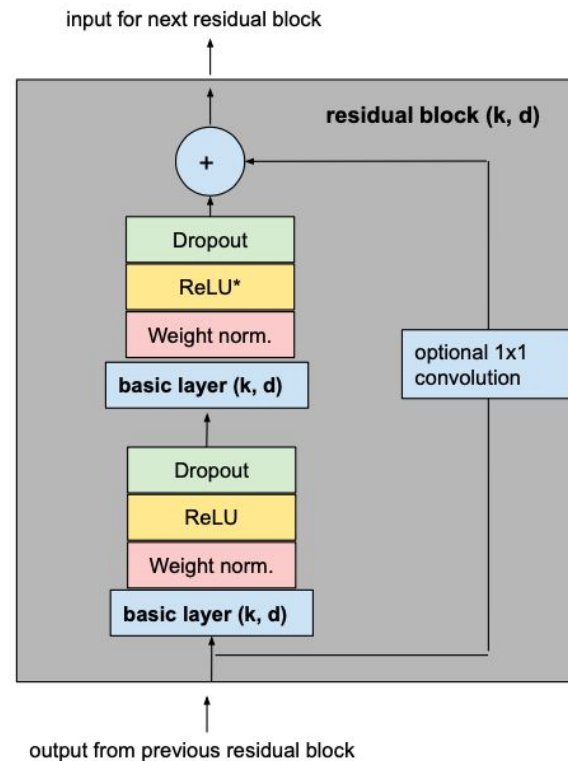 input for next residual block
residual block (k, d)
+
Dropout
ReLU*
Weight norm.
basic layer (k, d)
optional 1x1
convolution
Dropout
ReLU
Weight norm.
basic layer (k, d)
output from previous residual block